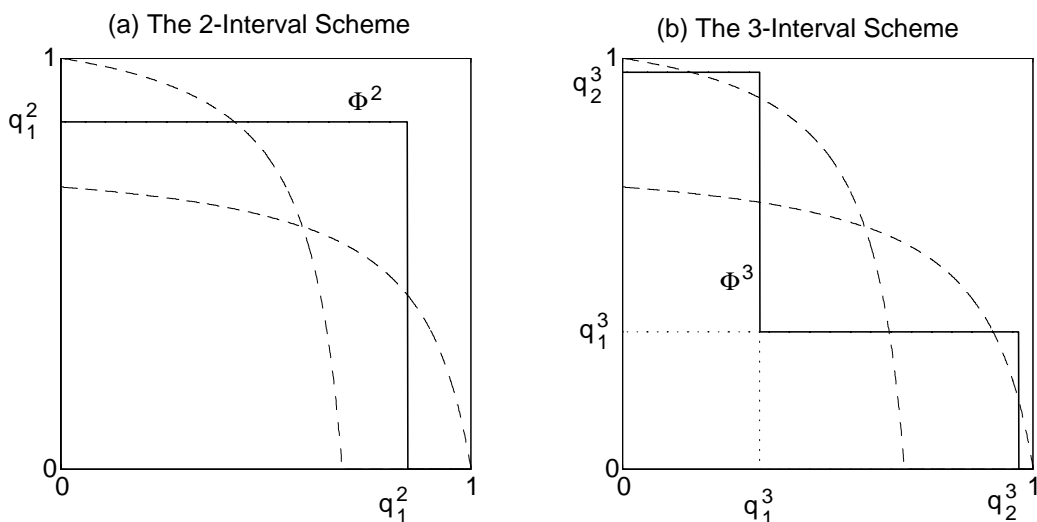 (a) The 2-Interval Scheme
1
q₁²
Φ²
0
0
q₁²
1
(b) The 3-Interval Scheme
1
q₂³
Φ³
q₁³
0
0
q₁³
q₂³
1